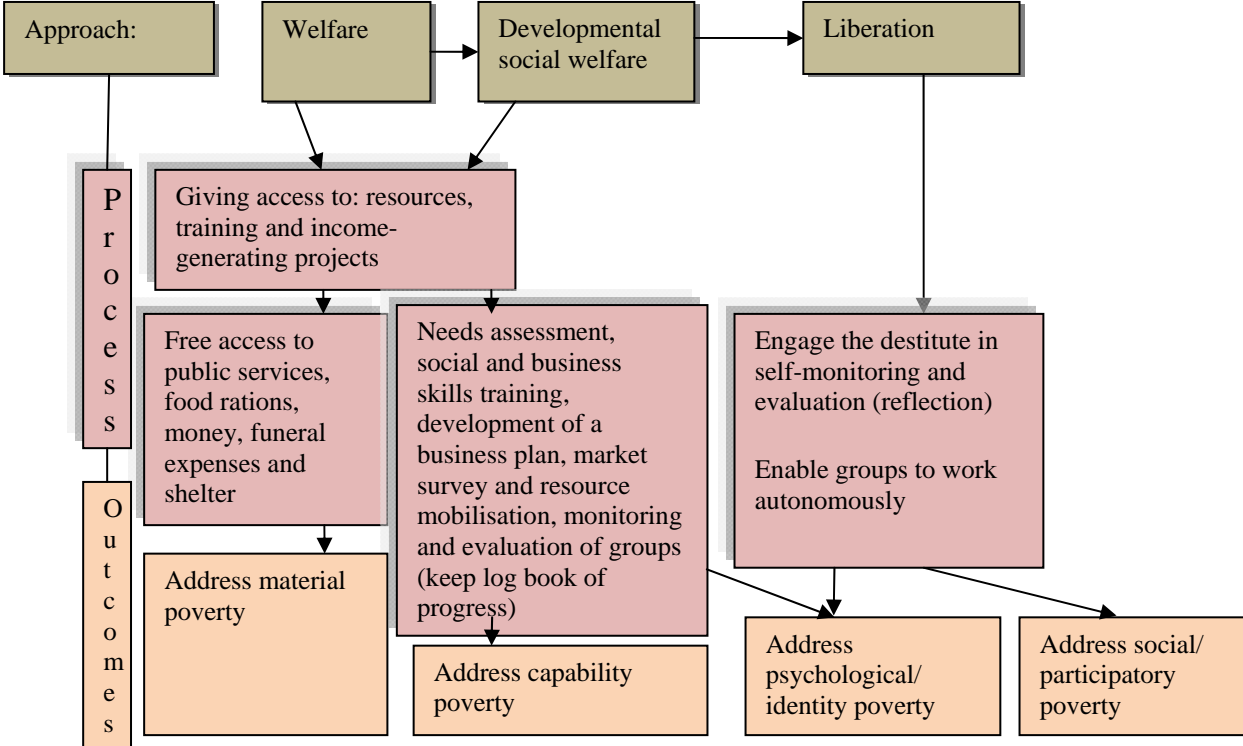 Approach:
Welfare
Developmental
social welfare
Liberation
Process
Giving access to: resources,
training and income-
generating projects
Free access to
public services,
food rations,
money, funeral
expenses and
shelter
Needs assessment,
social and business
skills training,
development of a
business plan, market
survey and resource
mobilisation, monitoring
and evaluation of groups
(keep log book of
progress)
Engage the destitute in
self-monitoring and
evaluation (reflection)
Enable groups to work
autonomously
Outcomes
Address material
poverty
Address capability
poverty
Address
psychological/
identity poverty
Address social/
participatory
poverty